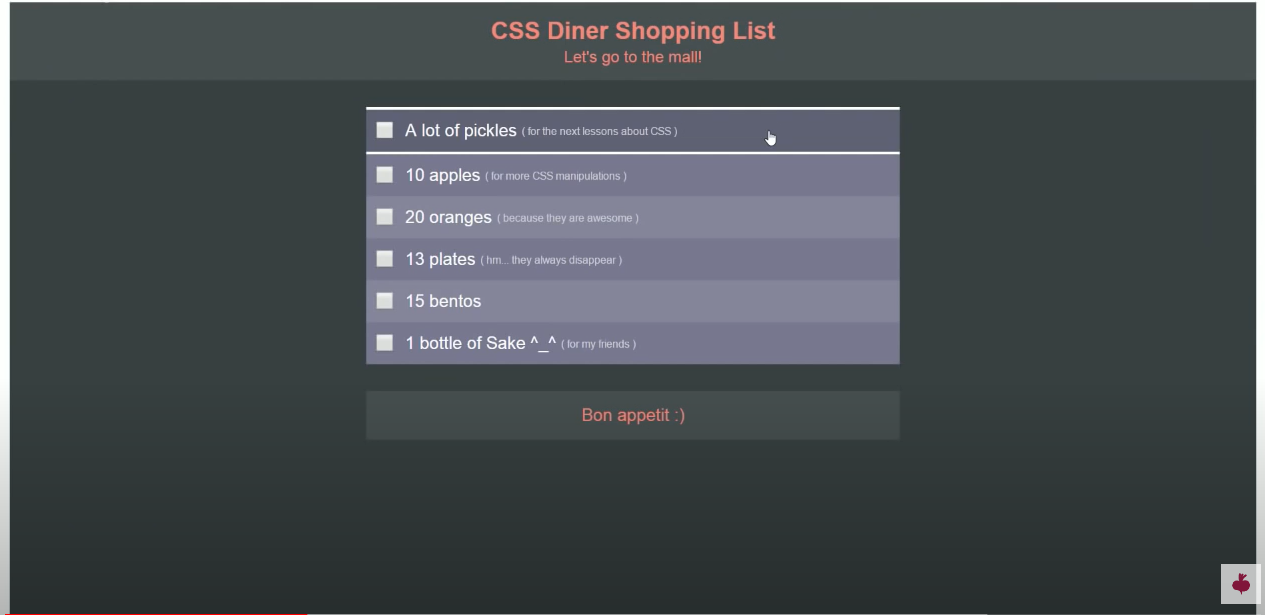 CSS Diner Shopping List
Let's go to the mall!
A lot of pickles ( for the next lessons about CSS )
10 apples ( for more CSS manipulations )
20 oranges ( because they are awesome )
13 plates ( hm... they always disappear )
15 bentos
1 bottle of Sake ^_^ ( for my friends )
Bon appetit :)